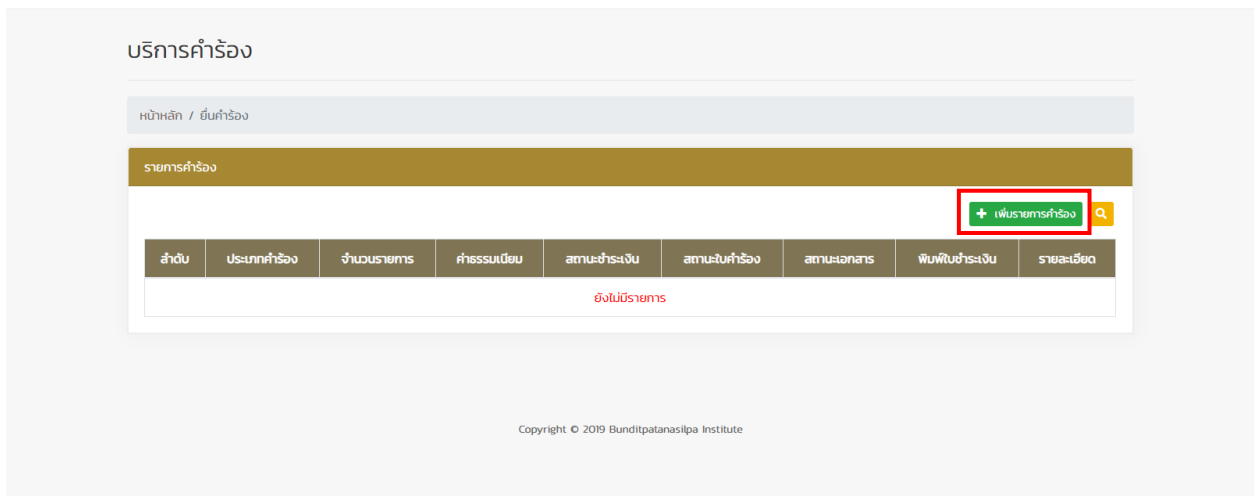 บริการคำร้อง
หน้าหลัก / ยื่นคำร้อง
รายการคำร้อง
+ เพิ่มรายการคำร้อง
ลำดับ ประเภทคำร้อง จำนวนรายการ ค่าธรรมเนียม สถานะชำระเงิน สถานะใบคำร้อง สถานะเอกสาร พิมพ์ใบชำระเงิน รายละเอียด
ยังไม่มีรายการ
Copyright © 2019 Bunditpatanasilpa Institute